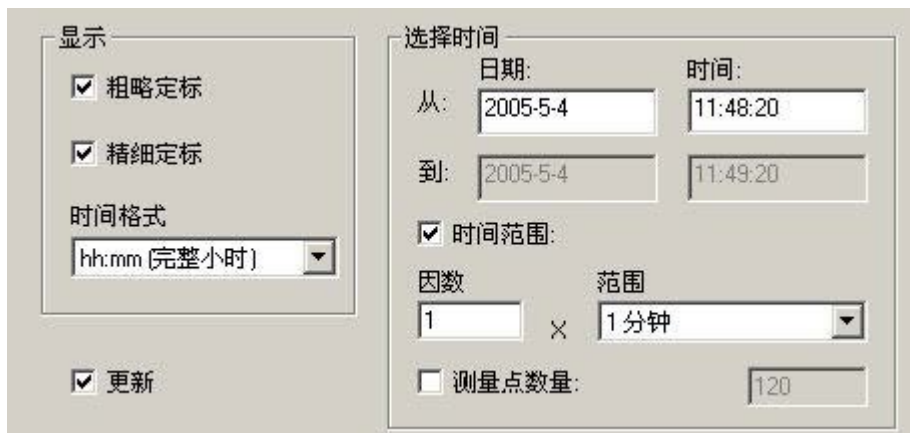 显示
粗略定标
精细定标
时间格式
hh:mm (完整小时)
更新
选择时间
日期: 时间:
从: 2005-5-4 11:48:20
到: 2005-5-4 11:49:20
时间范围:
因数 范围
1 X 1 分钟
测量点数量: 120